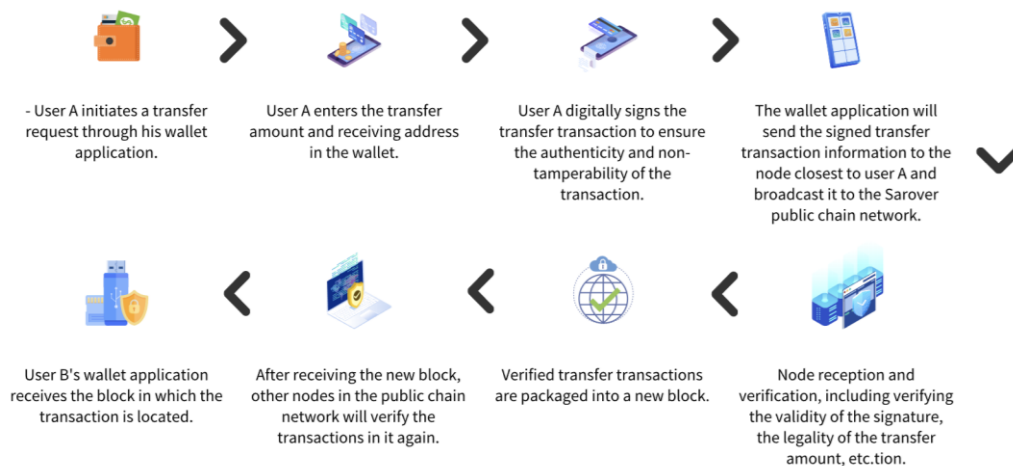 - User A initiates a transfer
request through his wallet
application.
User A enters the transfer
amount and receiving address
in the wallet.
User A digitally signs the
transfer transaction to ensure
the authenticity and non-
tamperability of the
transaction.
The wallet application will
send the signed transfer
transaction information to the
node closest to user A and
broadcast it to the Sarover
public chain network.
Node reception and
verification, including verifying
the validity of the signature,
the legality of the transfer
amount, etc.tion.
Verified transfer transactions
are packaged into a new block.
After receiving the new block,
other nodes in the public chain
network will verify the
transactions in it again.
User B's wallet application
receives the block in which the
transaction is located.